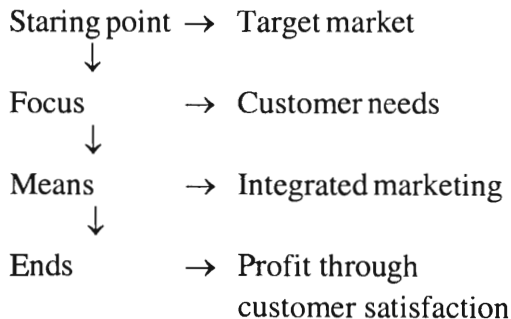 Staring point → Target market
↓
Focus → Customer needs
↓
Means → Integrated marketing
↓
Ends → Profit through
customer satisfaction